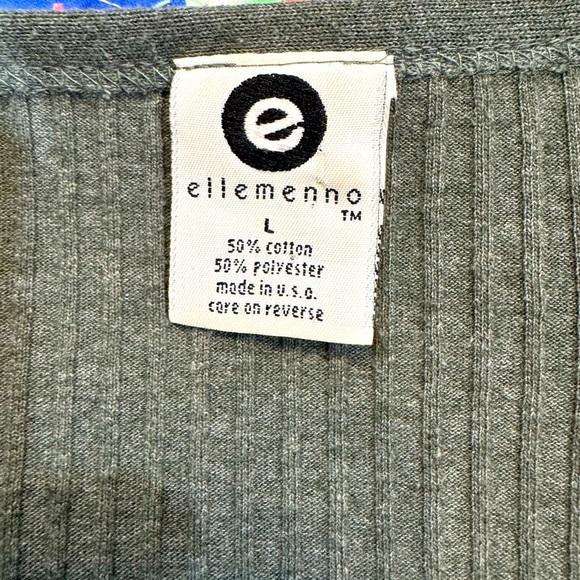 e
ellemenno
TM
L
50% cotton
50% polyester
made in u.s.a.
care on reverse